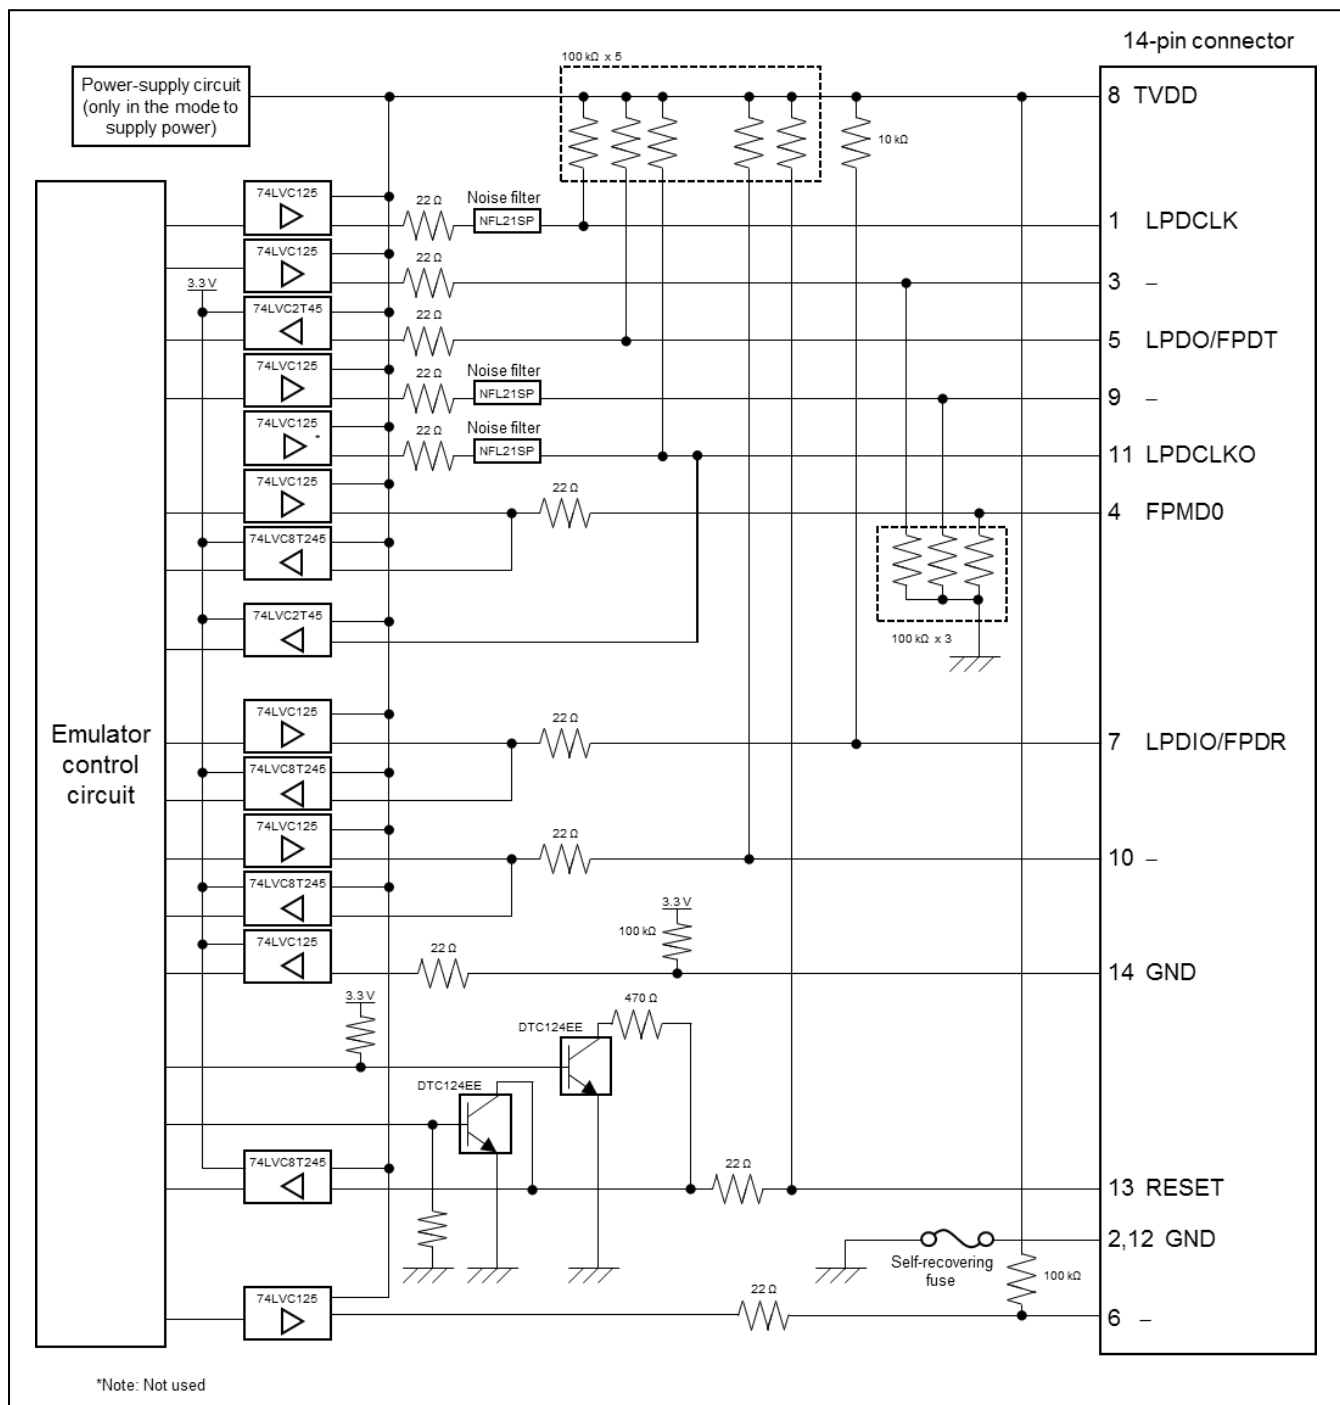 14-pin connector
100 kΩ x 5
Power-supply circuit
(only in the mode to
supply power)
8 TVDD
10 kΩ
74LVC125
22 Ω
Noise filter
NFL21SP
1 LPDCLK
74LVC125
22 Ω
3 –
3.3 V
74LVC2T45
22 Ω
5 LPDO/FPDT
74LVC125
22 Ω
Noise filter
NFL21SP
9 –
74LVC125
*
22 Ω
Noise filter
NFL21SP
11 LPDCLKO
74LVC125
22 Ω
4 FPMD0
74LVC8T245
74LVC2T45
100 kΩ x 3
Emulator
control
circuit
74LVC125
22 Ω
7 LPDIO/FPDR
74LVC8T245
74LVC125
22 Ω
10 –
74LVC8T245
3.3 V
100 kΩ
74LVC125
22 Ω
14 GND
3.3 V
470 Ω
DTC124EE
DTC124EE
74LVC8T245
22 Ω
13 RESET
2,12 GND
Self-recovering
fuse
100 kΩ
74LVC125
22 Ω
6 –
*Note: Not used